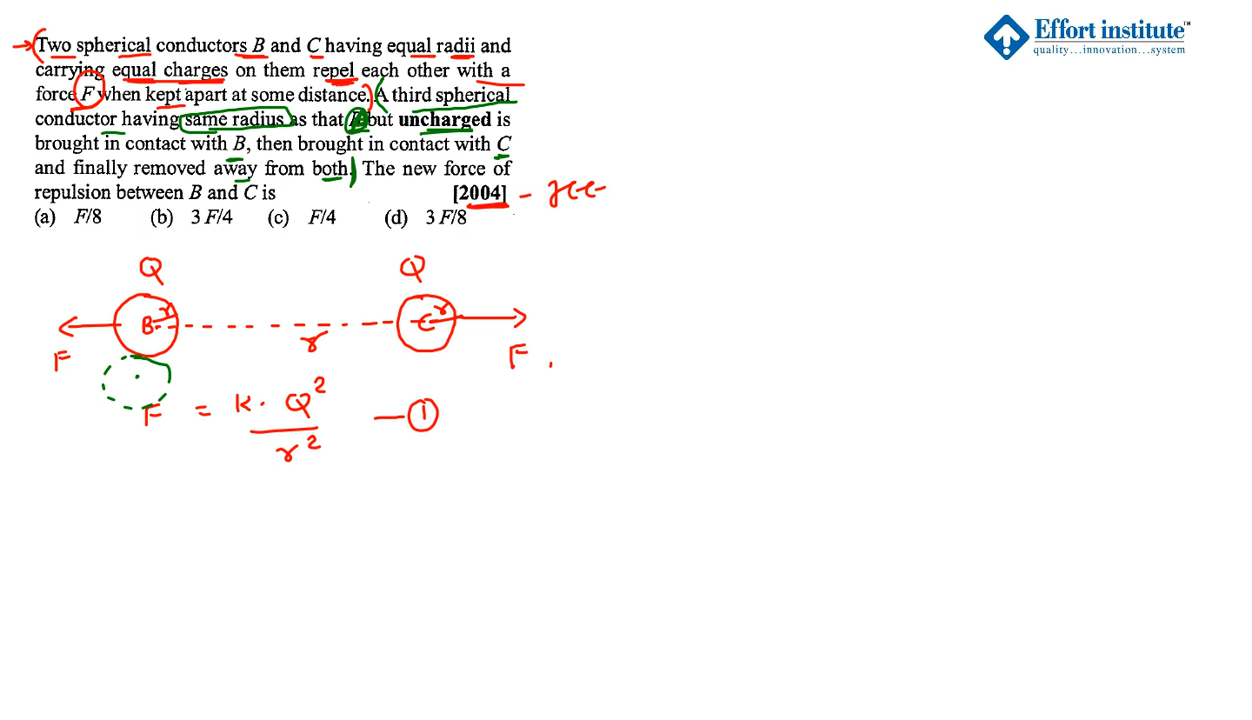 Effort institute™
quality...innovation...system
Two spherical conductors B and C having equal radii and
carrying equal charges on them repel each other with a
force F when kept apart at some distance. A third spherical
conductor having same radius as that but uncharged is
brought in contact with B, then brought in contact with C
and finally removed away from both. The new force of
repulsion between B and C is [2004] - JEE
(a) F/8 (b) 3 F/4 (c) F/4 (d) 3 F/8
Q Q
B r r C r
F F
F = K. Q² / r² — ①